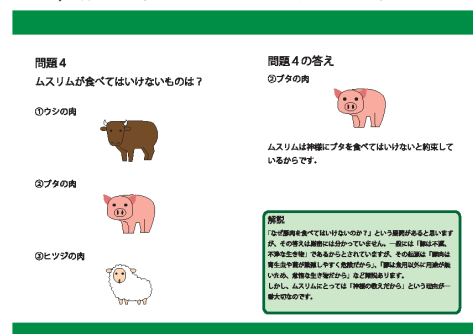 問題４
ムスリムが食べてはいけないものは？
①ウシの肉
②ブタの肉
③ヒツジの肉
問題４の答え
②ブタの肉
ムスリムは神様にブタを食べてはいけないと約束して
いるからです。
解説
「なぜ豚肉を食べてはいけないのか？」という疑問があると思います
が、その答えは厳密には分かっていません。一般には「豚は不潔、
不浄な生き物」であるからとされていますが、その起源は「豚肉は
寄生虫や菌が繁殖しやすく危険だから」、「豚は食用以外に用途が無
いため、怠惰な生き物だから」など諸説あります。
しかし、ムスリムにとっては「神様の教えだから」という理由が一
番大切なのです。